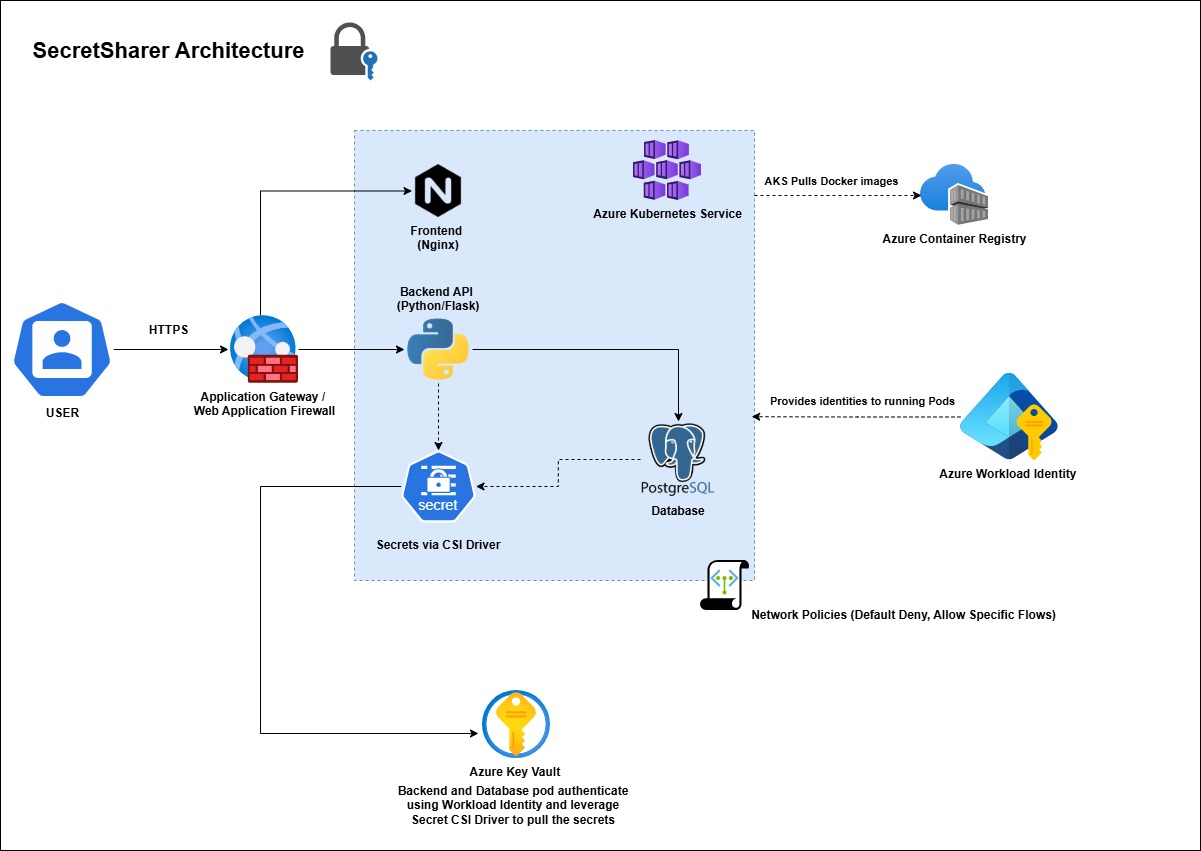 SecretSharer Architecture
Azure Kubernetes Service
AKS Pulls Docker images
Azure Container Registry
N
Frontend
(Nginx)
Backend API
(Python/Flask)
HTTPS
USER
Application Gateway /
Web Application Firewall
Provides identities to running Pods
Azure Workload Identity
PostgreSQL
Database
secret
Secrets via CSI Driver
Network Policies (Default Deny, Allow Specific Flows)
Azure Key Vault
Backend and Database pod authenticate
using Workload Identity and leverage
Secret CSI Driver to pull the secrets